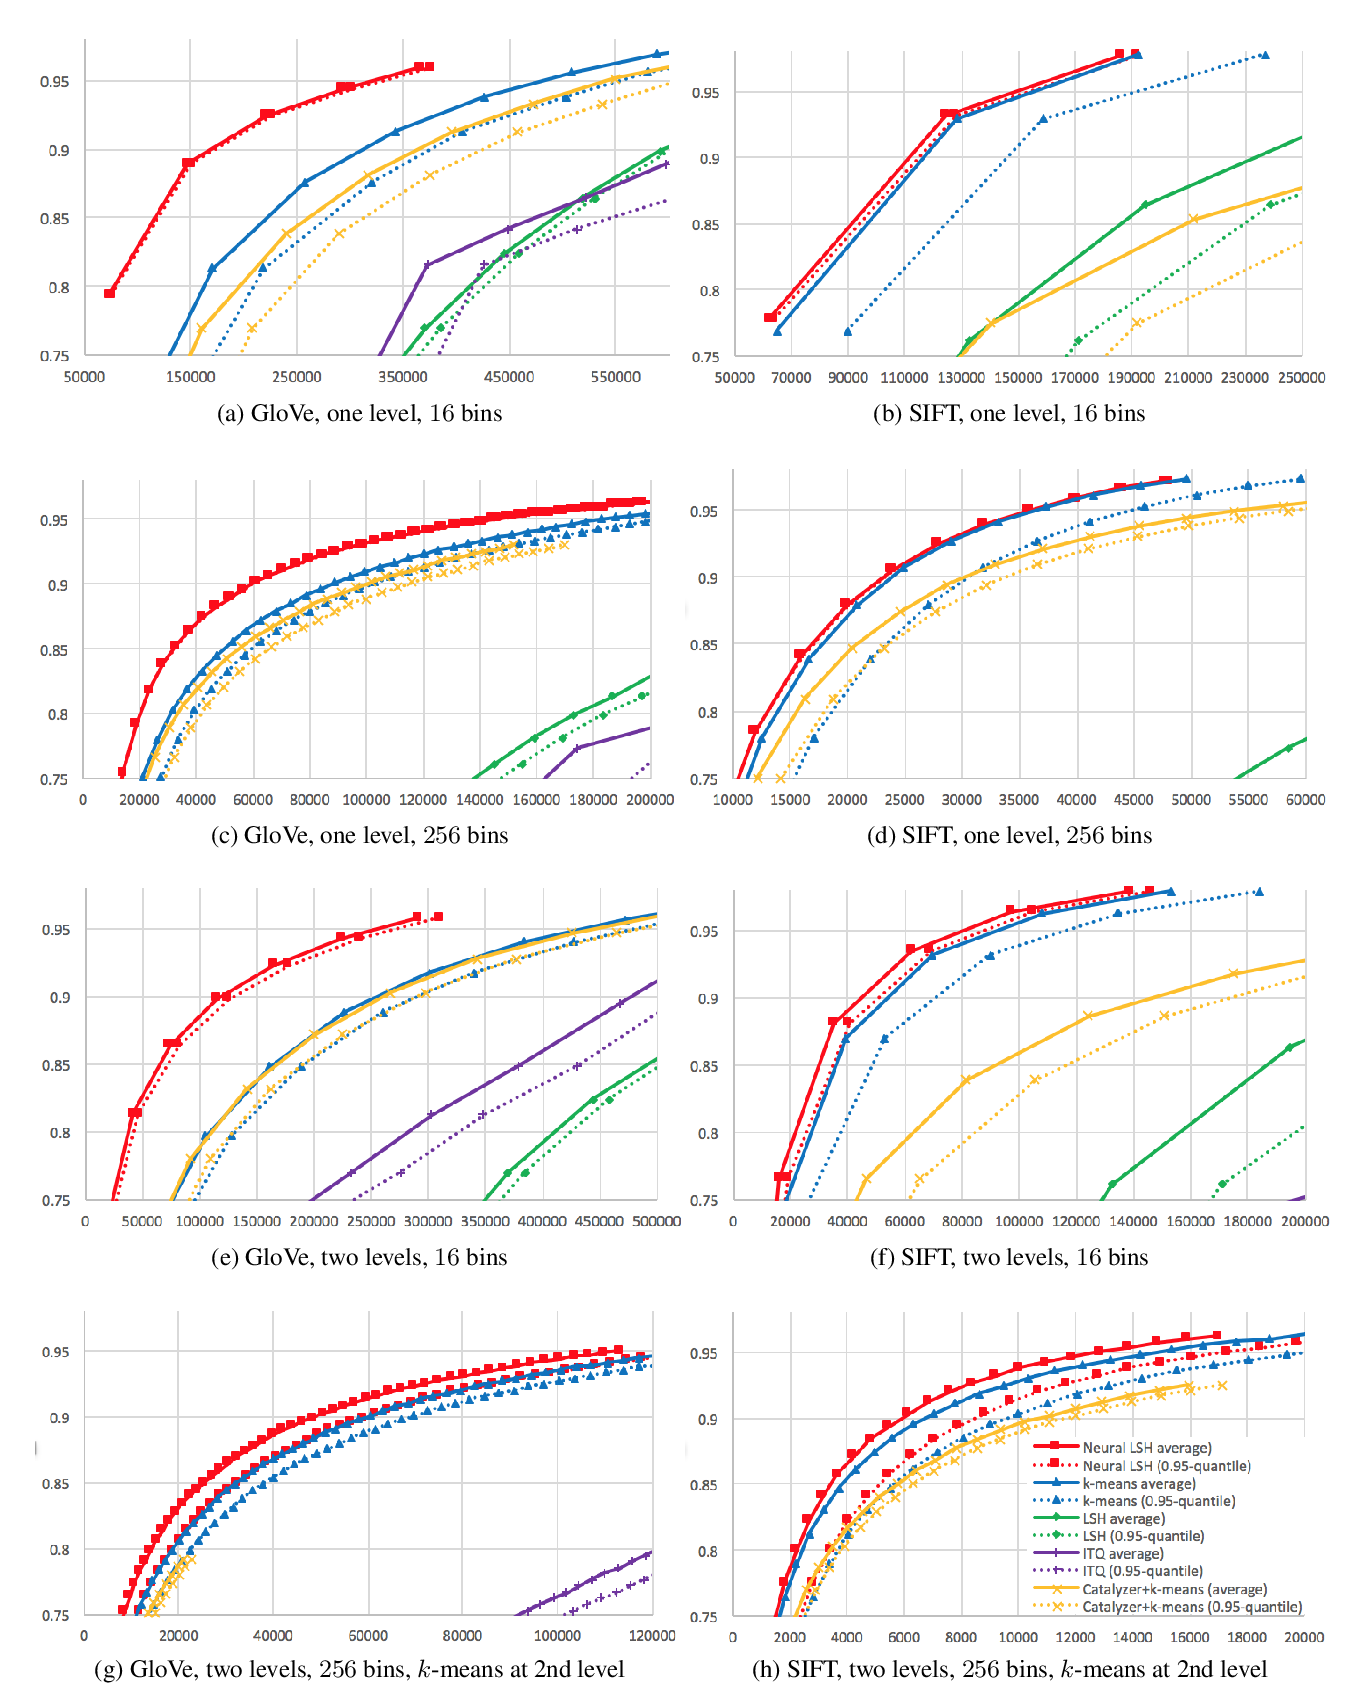 0.95
0.9
0.85
0.8
0.75
50000 150000 250000 350000 450000 550000
(a) GloVe, one level, 16 bins
0.95
0.9
0.85
0.8
0.75
50000 70000 90000 110000 130000 150000 170000 190000 210000 230000 250000
(b) SIFT, one level, 16 bins
0.95
0.9
0.85
0.8
0.75
0 20000 40000 60000 80000 100000 120000 140000 160000 180000 200000
(c) GloVe, one level, 256 bins
0.95
0.9
0.85
0.8
0.75
10000 15000 20000 25000 30000 35000 40000 45000 50000 55000 60000
(d) SIFT, one level, 256 bins
0.95
0.9
0.85
0.8
0.75
0 50000 100000 150000 200000 250000 300000 350000 400000 450000 500000
(e) GloVe, two levels, 16 bins
0.95
0.9
0.85
0.8
0.75
0 20000 40000 60000 80000 100000 120000 140000 160000 180000 200000
(f) SIFT, two levels, 16 bins
0.95
0.9
0.85
0.8
0.75
0 20000 40000 60000 80000 100000 120000
(g) GloVe, two levels, 256 bins, k-means at 2nd level
0.95
0.9
0.85
0.8
0.75
0 2000 4000 6000 8000 10000 12000 14000 16000 18000 20000
Neural LSH average)
Neural LSH (0.95-quantile)
k-means average)
k-means (0.95-quantile)
LSH average)
LSH (0.95-quantile)
ITQ average)
ITQ (0.95-quantile)
Catalyzer+k-means (average)
Catalyzer+k-means (0.95-quantile)
(h) SIFT, two levels, 256 bins, k-means at 2nd level